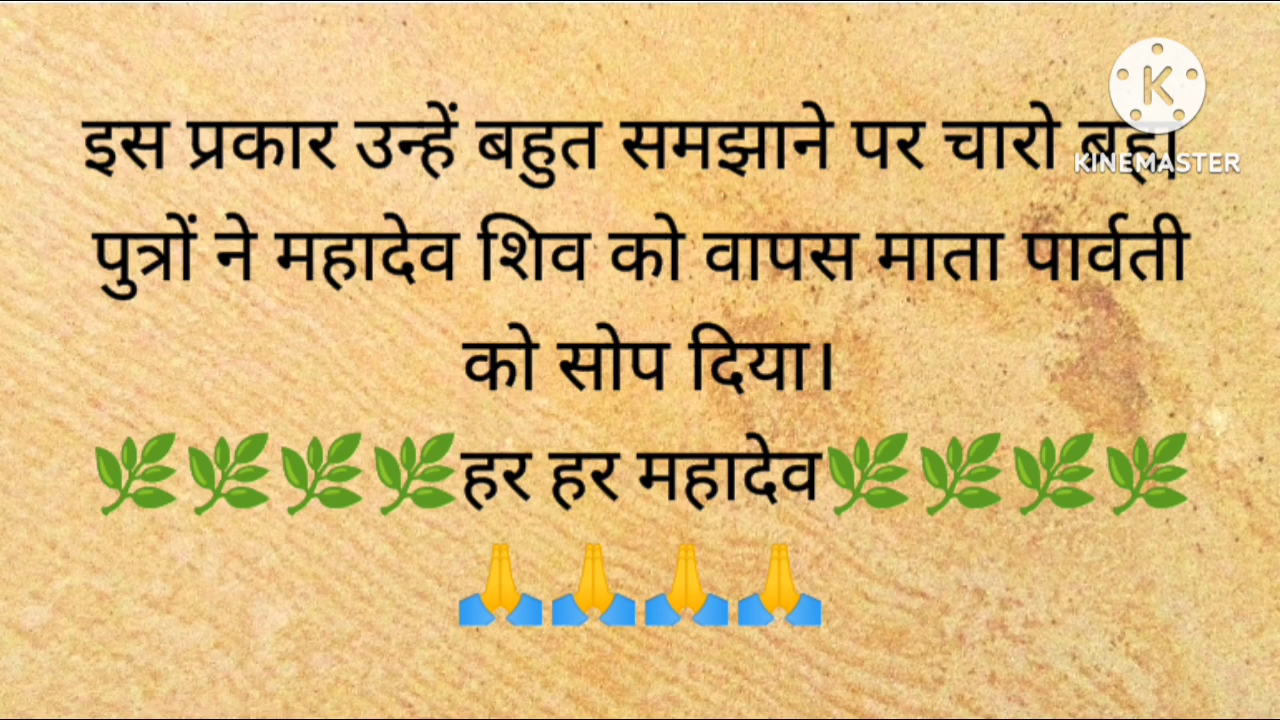 इस प्रकार उन्हें बहुत समझाने पर चारो
पुत्रों ने महादेव शिव को वापस माता पार्वती
को सोप दिया।
🌿🌿🌿🌿हर हर महादेव🌿🌿🌿🌿
🙏🙏🙏🙏
K
KINEMASTER